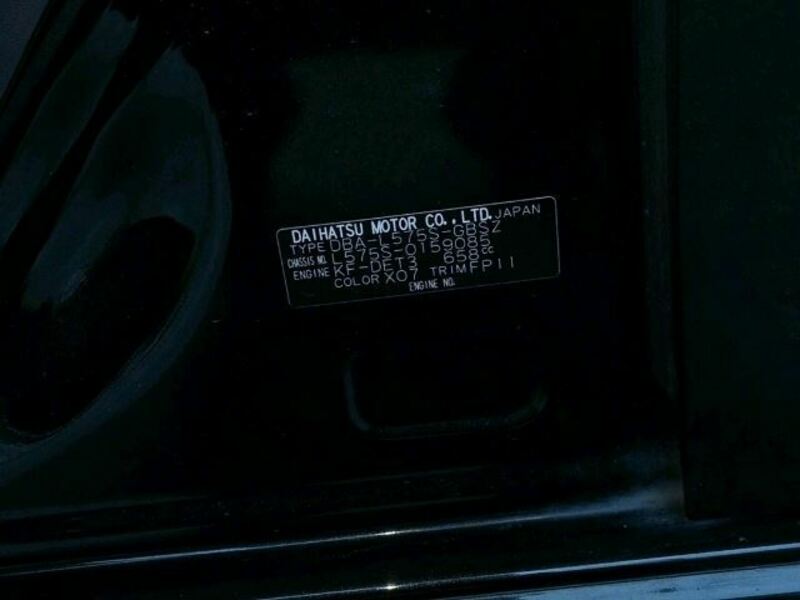 DAIHATSU MOTOR CO., LTD. JAPAN
TYPE DBA-L575S-GBSZ
CHASSIS NO. L575S-0159085
ENGINE KF-DET3 658cc
COLOR X07 TRIM FP11
ENGINE NO.